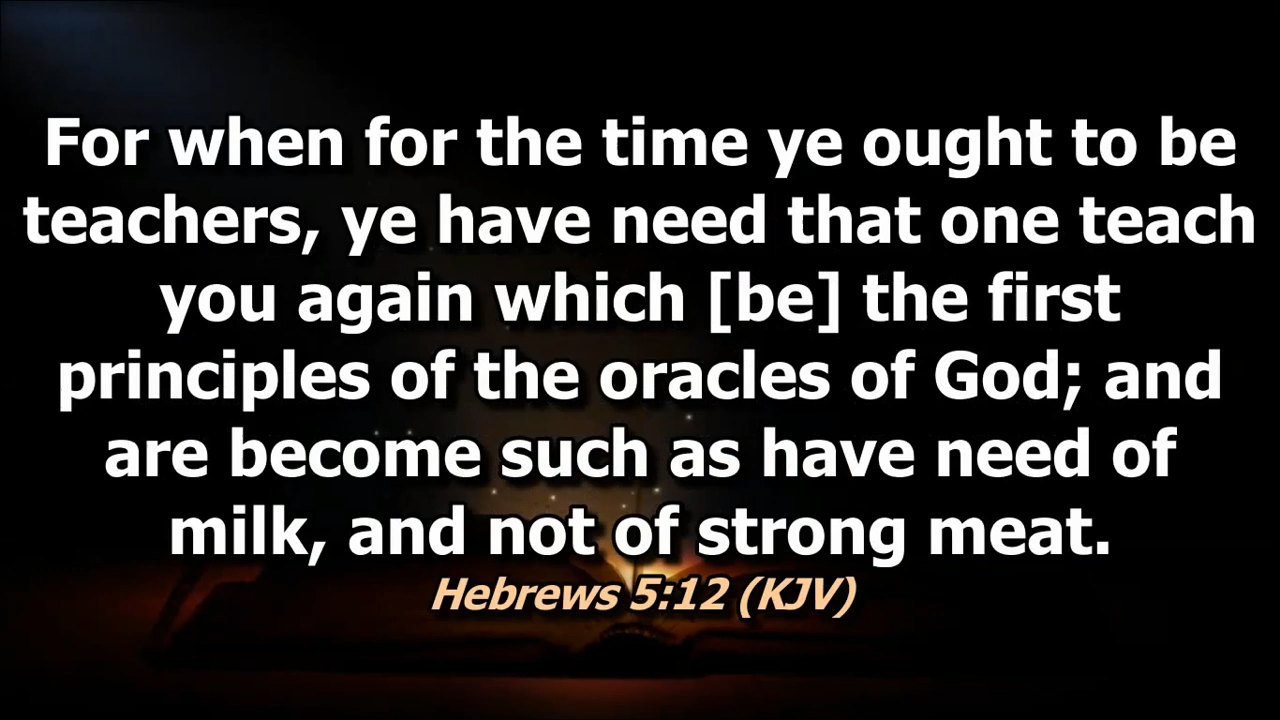 For when for the time ye ought to be
teachers, ye have need that one teach
you again which [be] the first
principles of the oracles of God; and
are become such as have need of
milk, and not of strong meat.
Hebrews 5:12 (KJV)